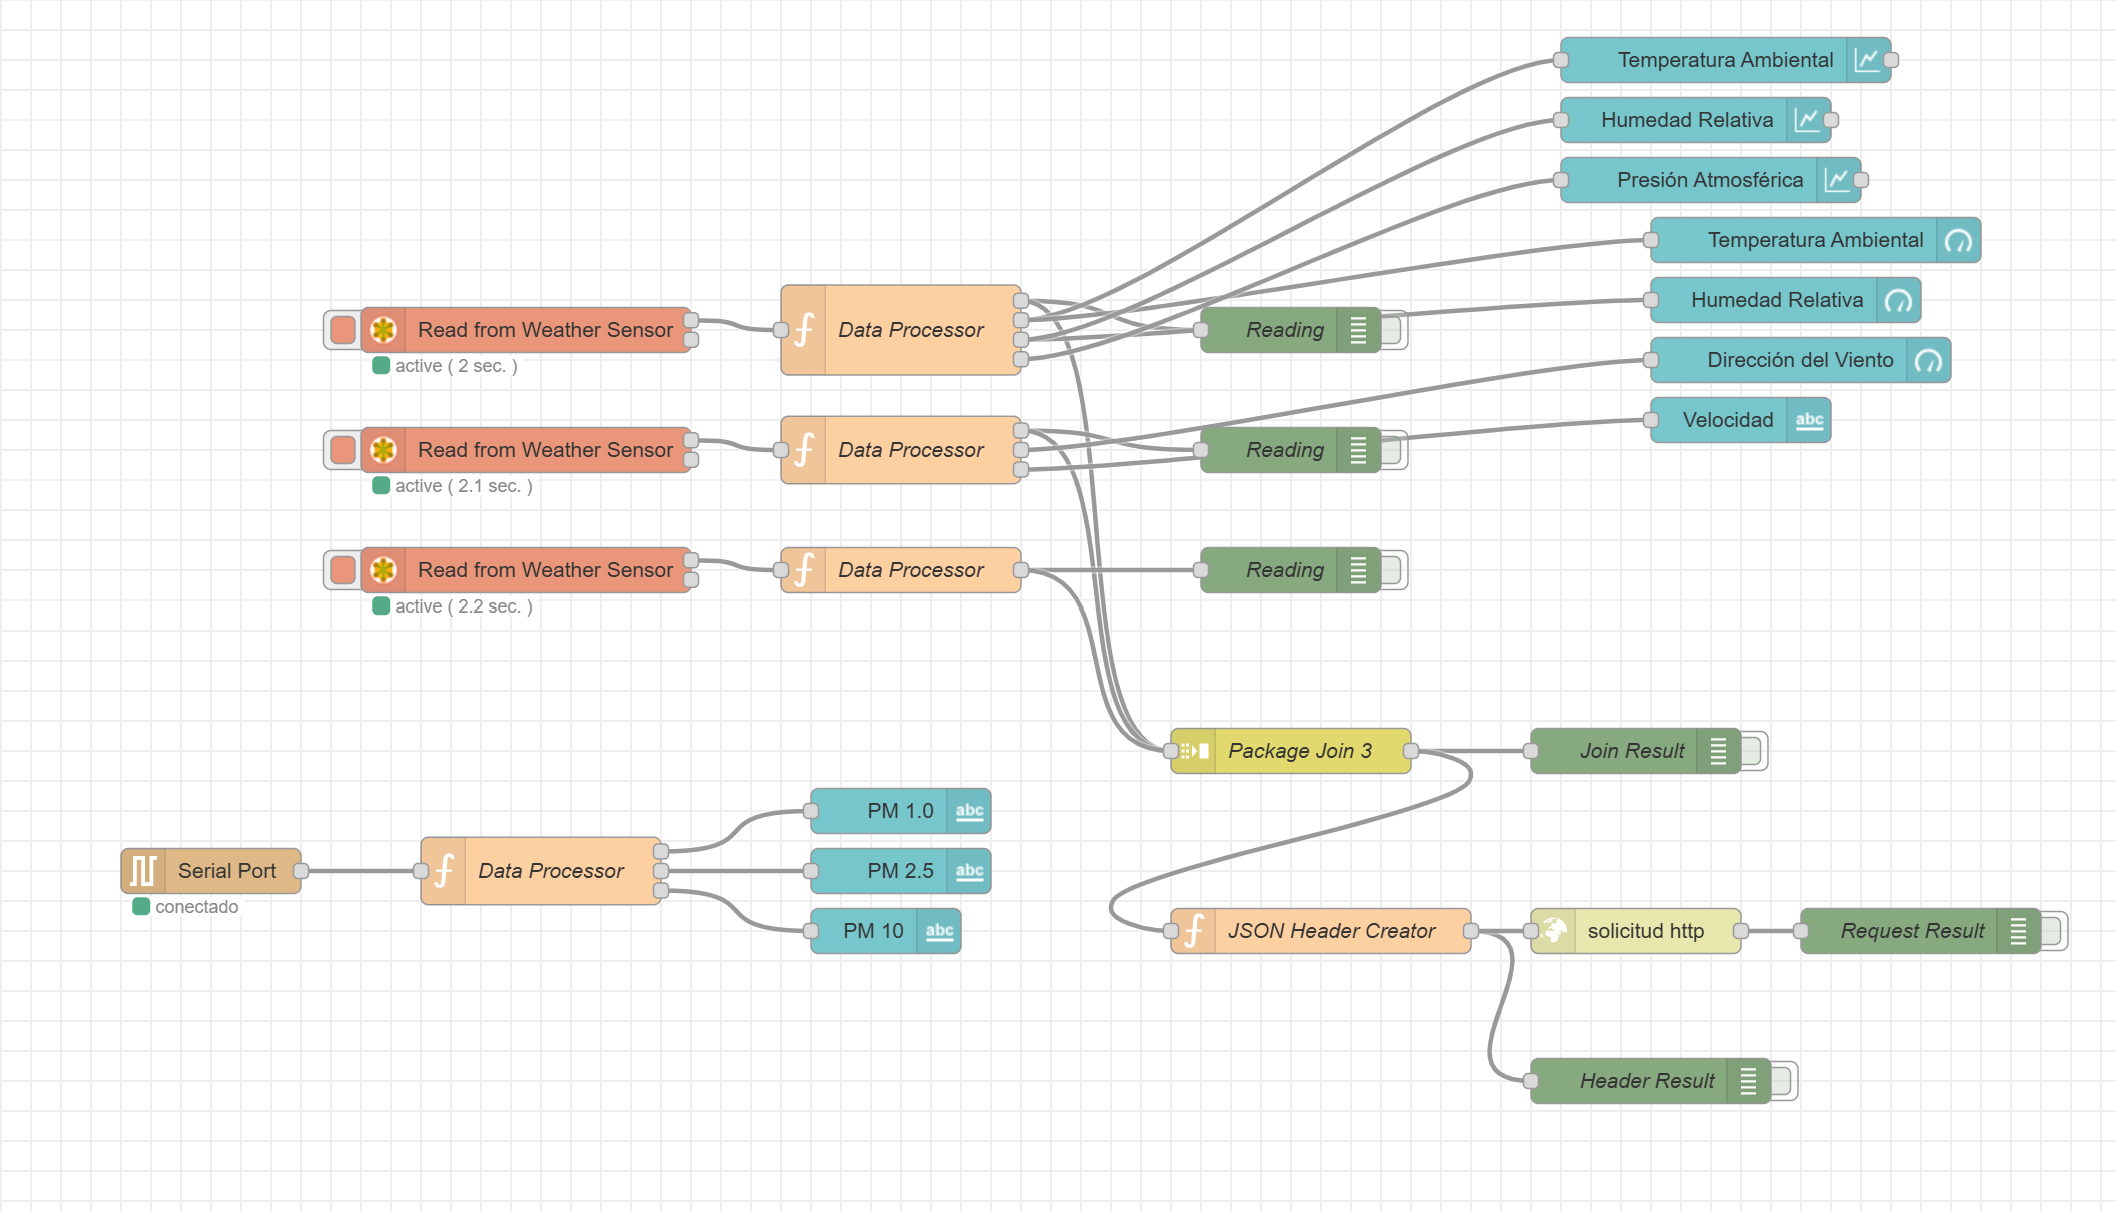 Temperatura Ambiental
Humedad Relativa
Presión Atmosférica
Temperatura Ambiental
Humedad Relativa
Read from Weather Sensor
Data Processor
Reading
active ( 2 sec. )
Dirección del Viento
Velocidad
abc
Read from Weather Sensor
Data Processor
Reading
active ( 2.1 sec. )
Read from Weather Sensor
Data Processor
Reading
active ( 2.2 sec. )
Package Join 3
Join Result
PM 1.0
abc
Serial Port
Data Processor
PM 2.5
abc
conectado
PM 10
abc
JSON Header Creator
solicitud http
Request Result
Header Result